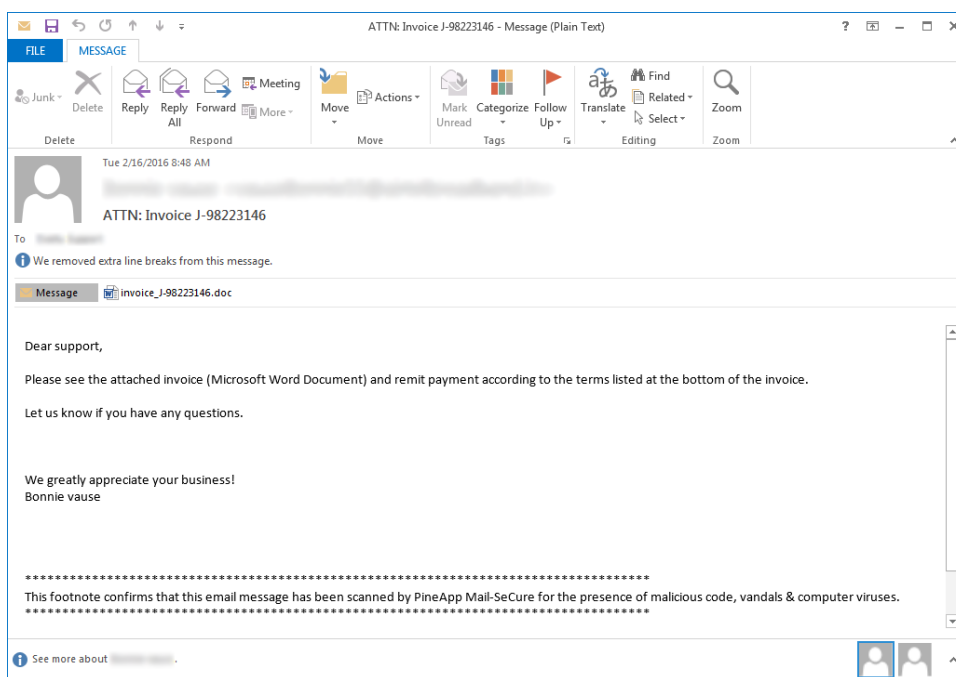 ATTN: Invoice J-98223146 - Message (Plain Text)
FILE MESSAGE
Junk
Delete
Reply
Reply All
Forward
Meeting
More
Move
Actions
Mark Unread
Categorize
Follow Up
Translate
Find
Related
Select
Zoom
Delete Respond Move Tags Editing Zoom
Tue 2/16/2016 8:48 AM
ATTN: Invoice J-98223146
To
We removed extra line breaks from this message.
Message invoice_J-98223146.doc
Dear support,
Please see the attached invoice (Microsoft Word Document) and remit payment according to the terms listed at the bottom of the invoice.
Let us know if you have any questions.
We greatly appreciate your business!
Bonnie vause
************************************************************************************
This footnote confirms that this email message has been scanned by PineApp Mail-SeCure for the presence of malicious code, vandals & computer viruses.
************************************************************************************
See more about .